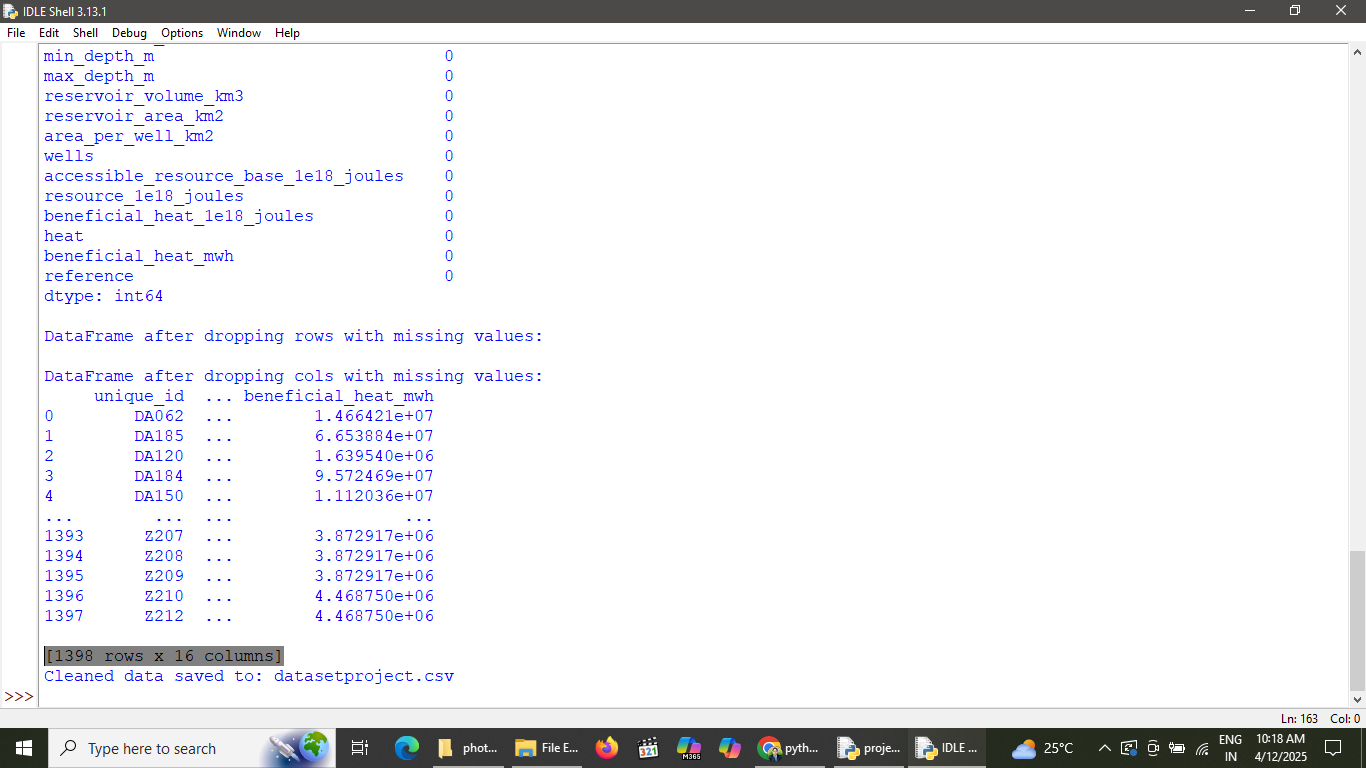 IDLE Shell 3.13.1
File Edit Shell Debug Options Window Help
min_depth_m 0
max_depth_m 0
reservoir_volume_km3 0
reservoir_area_km2 0
area_per_well_km2 0
wells 0
accessible_resource_base_1e18_joules 0
resource_1e18_joules 0
beneficial_heat_1e18_joules 0
heat 0
beneficial_heat_mwh 0
reference 0
dtype: int64
DataFrame after dropping rows with missing values:
DataFrame after dropping cols with missing values:
unique_id ... beneficial_heat_mwh
0 DA062 ... 1.466421e+07
1 DA185 ... 6.653884e+07
2 DA120 ... 1.639540e+06
3 DA184 ... 9.572469e+07
4 DA150 ... 1.112036e+07
... ... ... ...
1393 Z207 ... 3.872917e+06
1394 Z208 ... 3.872917e+06
1395 Z209 ... 3.872917e+06
1396 Z210 ... 4.468750e+06
1397 Z212 ... 4.468750e+06
[1398 rows x 16 columns]
Cleaned data saved to: datasetproject.csv
>>>
Ln: 163 Col: 0
Type here to search
phot...
File E...
321
M365
pyth...
proje...
IDLE ...
25°C
ENG
IN
10:18 AM
4/12/2025